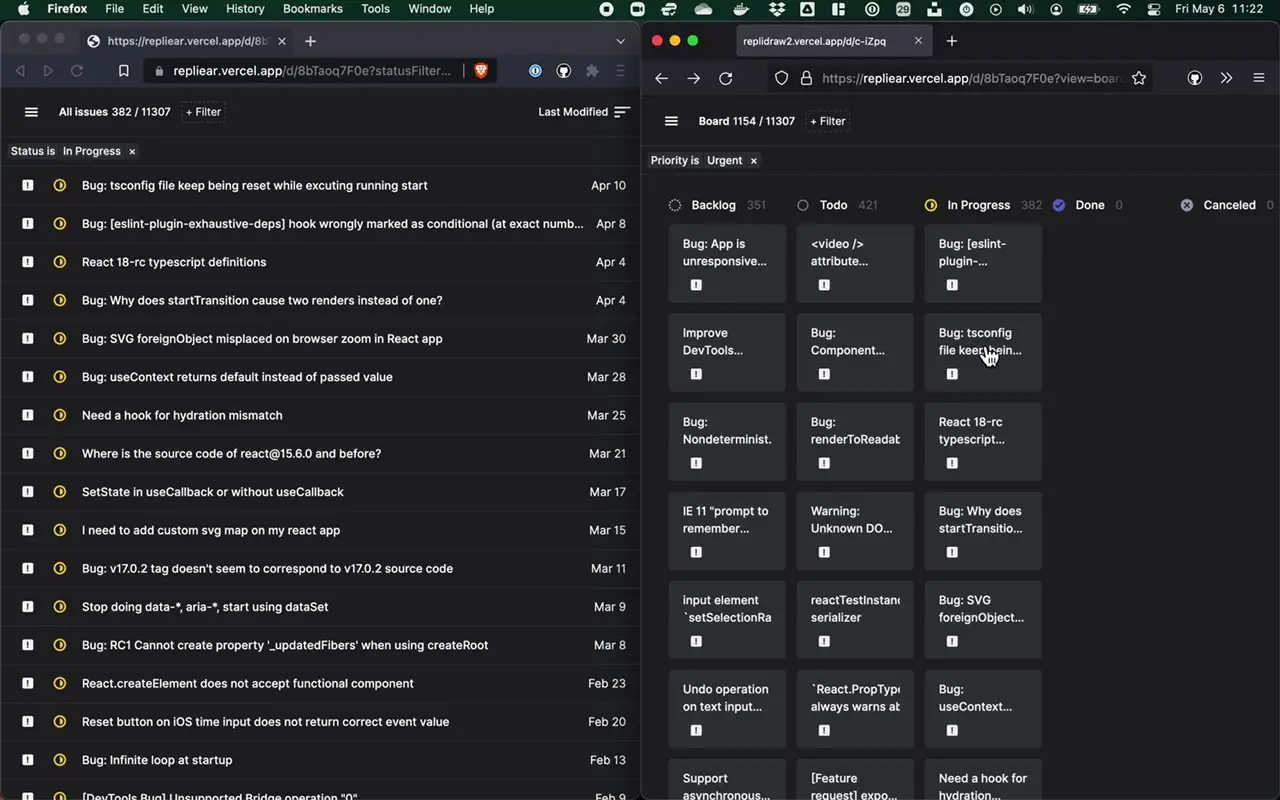 Firefox File Edit View History Bookmarks Tools Window Help 29 Fri May 6 11:22
https://repliear.vercel.app/d/8b
repliear.vercel.app/d/8bTaoq7F0e?statusFilter...
All issues 382 / 11307 + Filter Last Modified
Status is In Progress ×
Bug: tsconfig file keep being reset while excuting running start Apr 10
Bug: [eslint-plugin-exhaustive-deps] hook wrongly marked as conditional (at exact numb... Apr 8
React 18-rc typescript definitions Apr 4
Bug: Why does startTransition cause two renders instead of one? Apr 4
Bug: SVG foreignObject misplaced on browser zoom in React app Mar 30
Bug: useContext returns default instead of passed value Mar 28
Need a hook for hydration mismatch Mar 25
Where is the source code of react@15.6.0 and before? Mar 21
SetState in useCallback or without useCallback Mar 17
I need to add custom svg map on my react app Mar 15
Bug: v17.0.2 tag doesn't seem to correspond to v17.0.2 source code Mar 11
Stop doing data-*, aria-*, start using dataSet Mar 9
Bug: RC1 Cannot create property '_updatedFibers' when using createRoot Mar 8
React.createElement does not accept functional component Feb 23
Reset button on iOS time input does not return correct event value Feb 20
Bug: Infinite loop at startup Feb 13
[DevTools Bug] Unsupported Bridge operation "0" Feb 9
replidraw2.vercel.app/d/c-iZpq
https://repliear.vercel.app/d/8bTaoq7F0e?view=boar
Board 1154 / 11307 + Filter
Priority is Urgent ×
Backlog 351
Bug: App is
unresponsive...
Improve
DevTools...
Bug:
Nondeterminist.
IE 11 "prompt to
remember...
input element
`setSelectionRa
Undo operation
on text input...
Support
asynchronous...
Todo 421
<video />
attribute...
Bug:
Component...
Bug:
renderToReadab
Warning:
Unknown DO...
reactTestInstanc
serializer
`React.PropType
always warns ab
[Feature
request] expo...
In Progress 382
Bug: [eslint-
plugin-...
Bug: tsconfig
file keep bein...
React 18-rc
typescript...
Bug: Why does
startTransitio...
Bug: SVG
foreignObject...
Bug:
useContext...
Need a hook for
hydration...
Done 0
Canceled 0